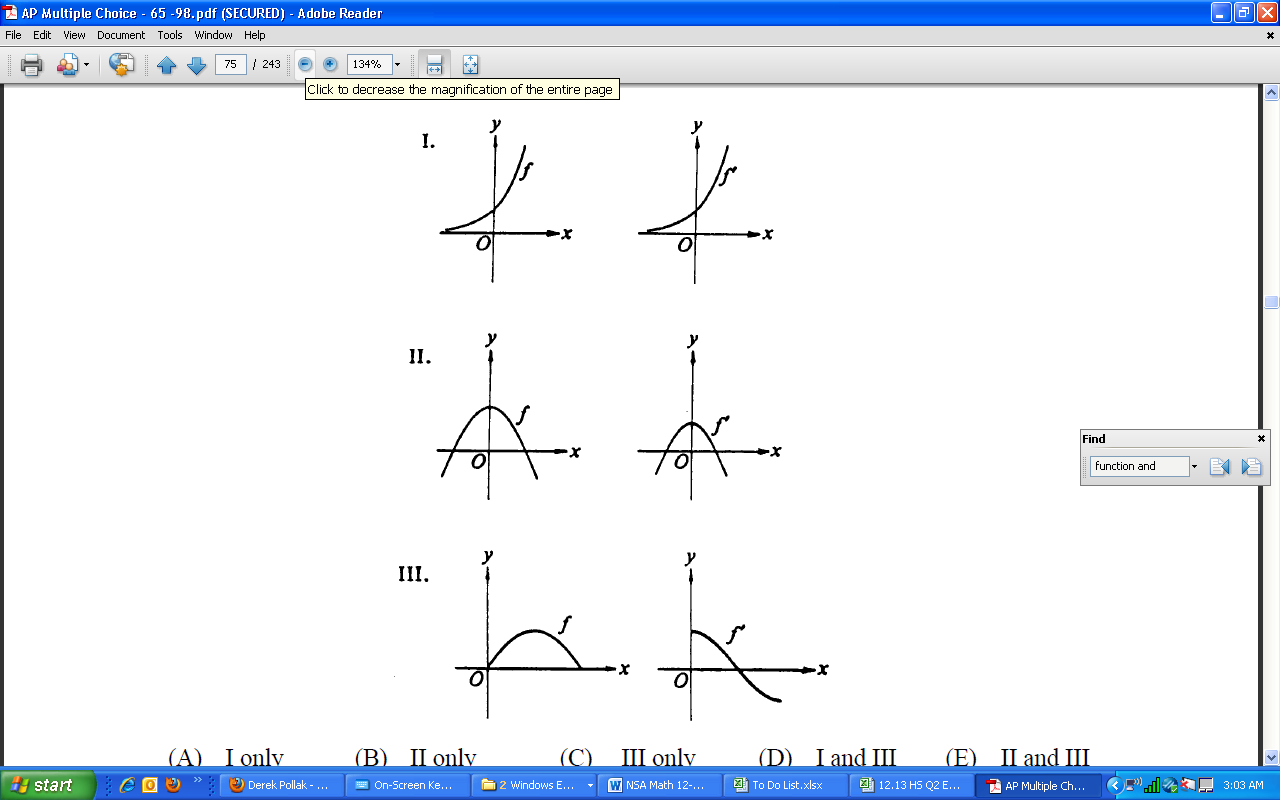 AP Multiple Choice - 65 -98.pdf (SECURED) - Adobe Reader
File Edit View Document Tools Window Help
75 / 243 134%
Click to decrease the magnification of the entire page
I. y f x O y f' x O
II. y f x O y f' x O
Find
function and
III. y f x O y f' x O
(A) I only (B) II only (C) III only (D) I and III (E) II and III
start Derek Pollak - ... On-Screen Ke... 2 Windows E... NSA Math 12-... To Do List.xlsx 12.13 HS Q2 E... AP Multiple Ch... 3:03 AM